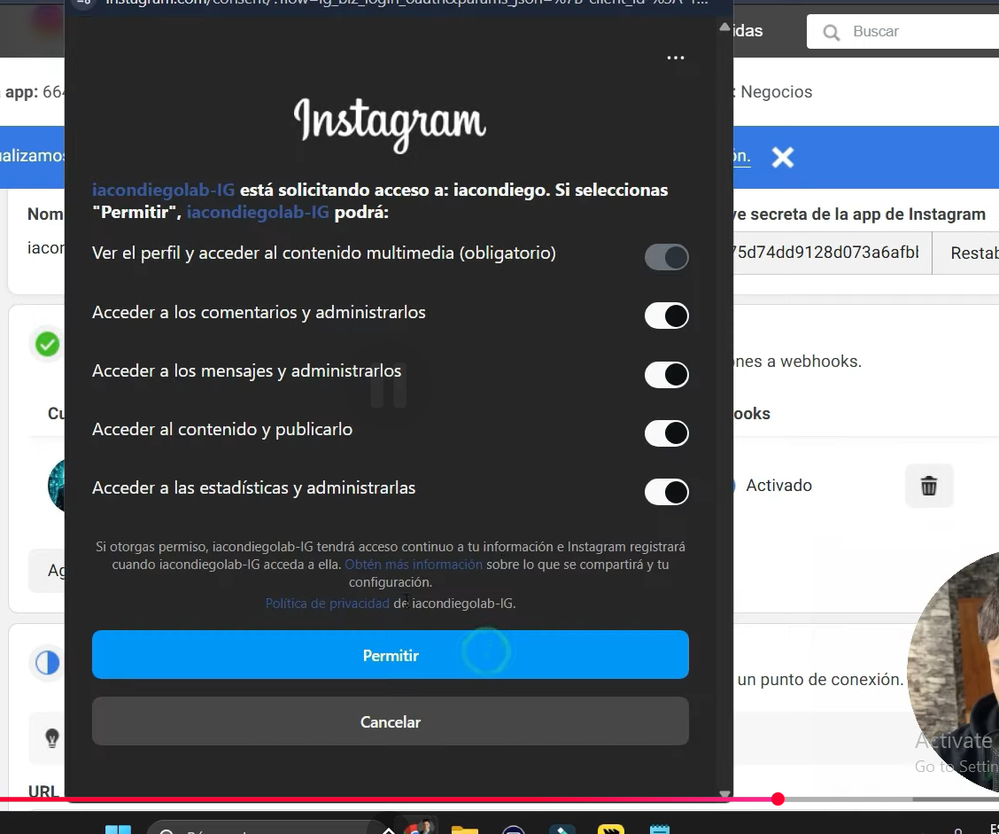 instagram.com/consent/?flow=ig_biz_login_oauth&params_json=%7B"client_id"%3A"1...
idas
Buscar
app: 664
: Negocios
ualizamos
ón.
Instagram
iacondiegolab-IG está solicitando acceso a: iacondiego. Si seleccionas
"Permitir", iacondiegolab-IG podrá:
Nom
ve secreta de la app de Instagram
iacon
75d74dd9128d073a6afbl
Restab
Ver el perfil y acceder al contenido multimedia (obligatorio)
Acceder a los comentarios y administrarlos
nes a webhooks.
Acceder a los mensajes y administrarlos
Cu
ooks
Acceder al contenido y publicarlo
Acceder a las estadísticas y administrarlas
Activado
Si otorgas permiso, iacondiegolab-IG tendrá acceso continuo a tu información e Instagram registrará
cuando iacondiegolab-IG acceda a ella. Obtén más información sobre lo que se compartirá y tu
configuración.
Ag
Política de privacidad de iacondiegolab-IG.
Permitir
un punto de conexión.
Cancelar
Activate
Go to Settin
URL
ES